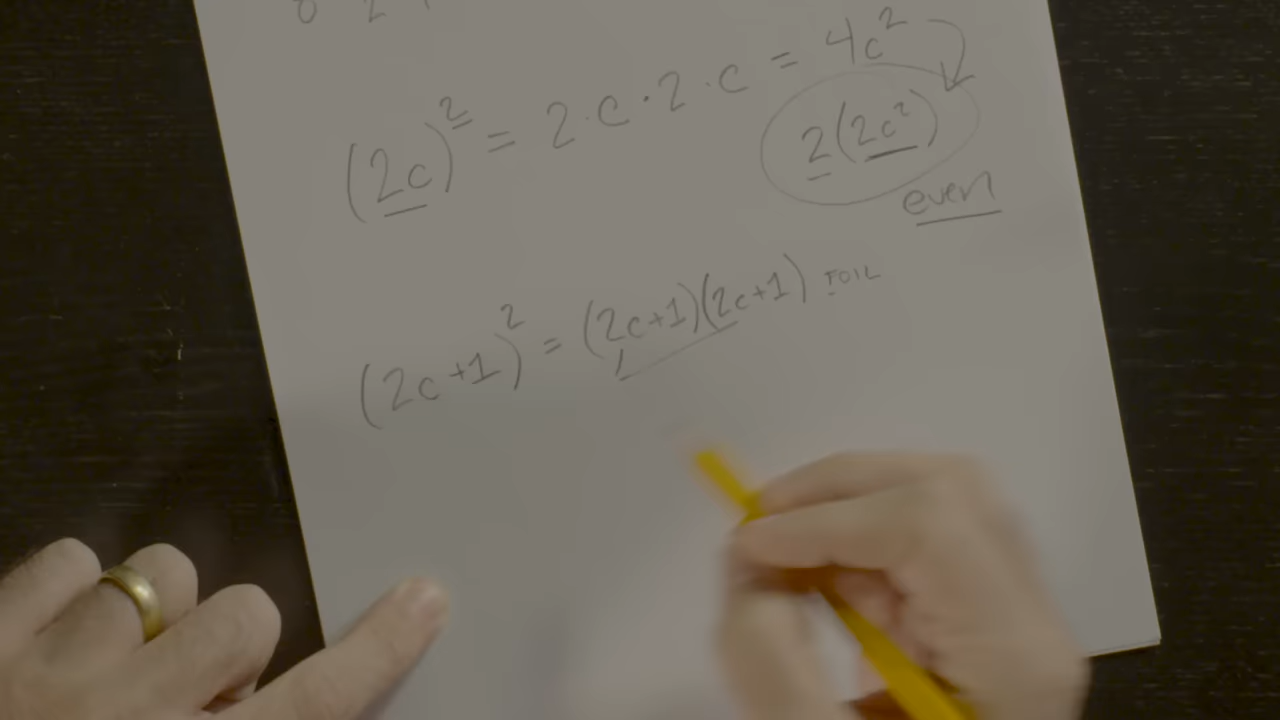 (2c)² = 2·c·2·c = 4c²
2(2c²)
even
(2c+1)² = (2c+1)(2c+1) FOIL